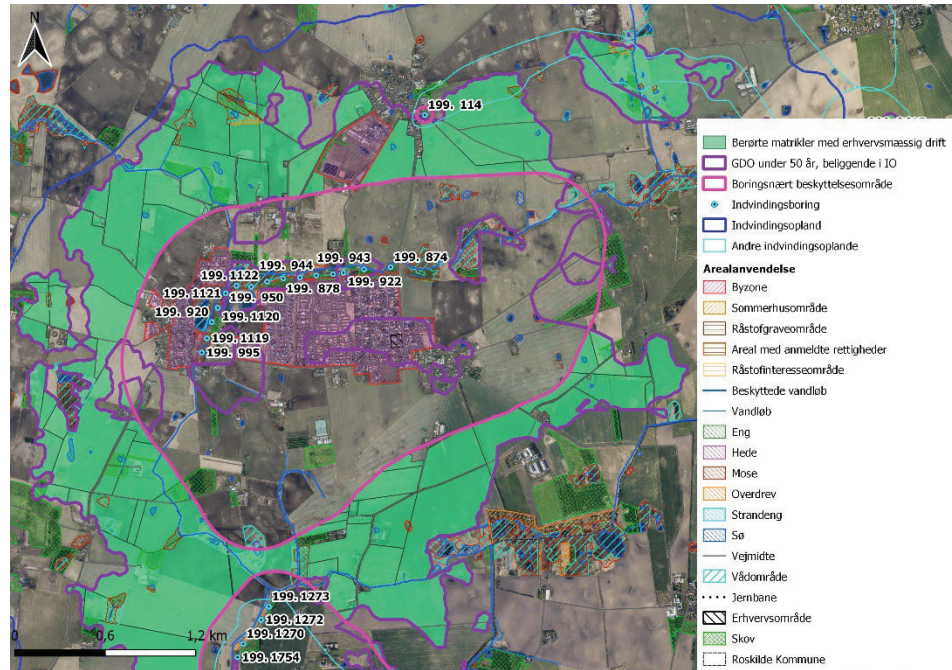 N
199. 114
199. 943
199. 874
199. 944
199. 1122
199. 878
199. 922
199. 1121
199. 950
199. 920
199. 1120
199. 1119
199. 995
199. 1273
199. 1272
199. 1270
199. 1754
0
0,6
1,2 km
Berørte matrikler med erhvervsmæssig drift
GDO under 50 år, beliggende i IO
Boringsnært beskyttelsesområde
Indvindingsboring
Indvindingsopland
Andre indvindingsoplande
Arealanvendelse
Byzone
Sommerhusområde
Råstofgraveområde
Areal med anmeldte rettigheder
Råstofinteresseområde
Beskyttede vandløb
Vandløb
Eng
Hede
Mose
Overdrev
Strandeng
Sø
Vejmidte
Vådområde
Jernbane
Erhvervsområde
Skov
Roskilde Kommune